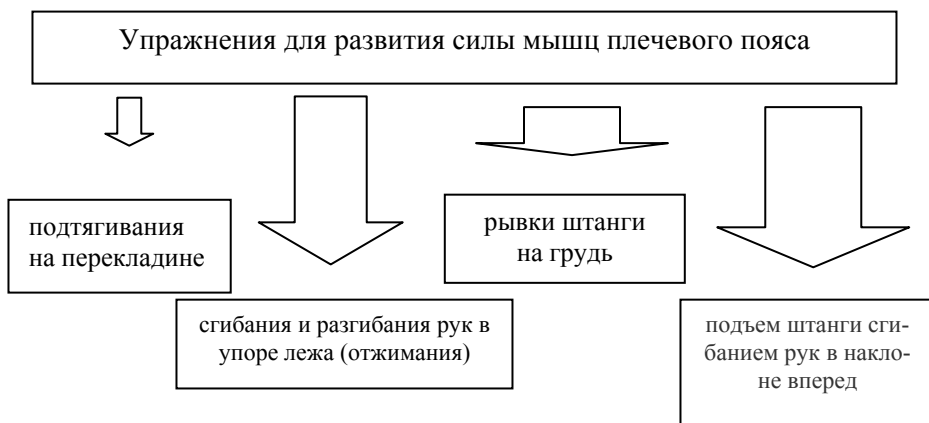 Упражнения для развития силы мышц плечевого пояса
подтягивания
на перекладине
сгибания и разгибания рук в
упоре лежа (отжимания)
рывки штанги
на грудь
подъем штанги сги-
банием рук в накло-
не вперед